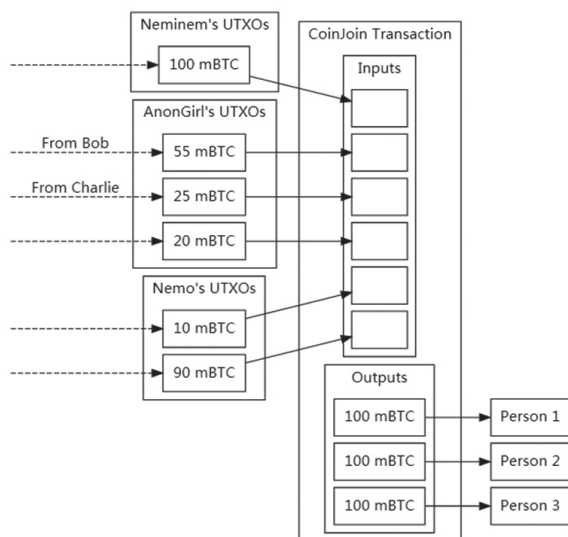 Neminem's UTXOs
100 mBTC
AnonGirl's UTXOs
From Bob
55 mBTC
From Charlie
25 mBTC
20 mBTC
Nemo's UTXOs
10 mBTC
90 mBTC
CoinJoin Transaction
Inputs
Outputs
100 mBTC
Person 1
100 mBTC
Person 2
100 mBTC
Person 3